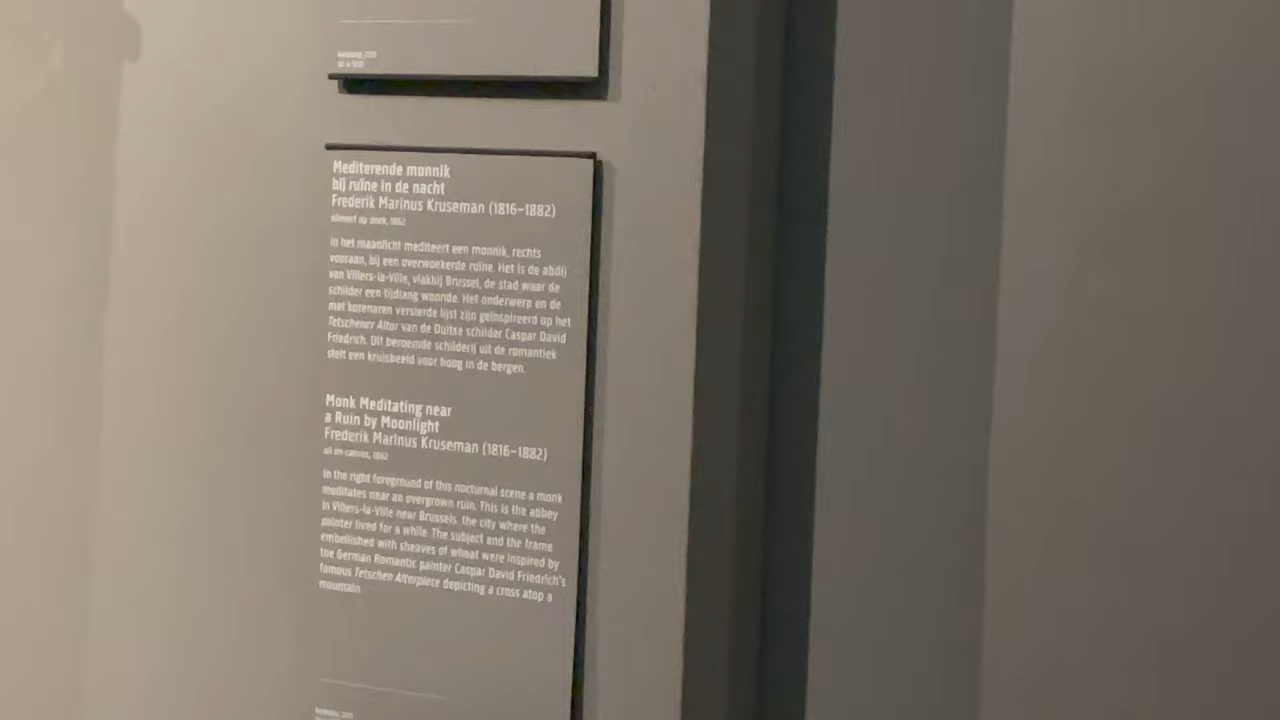 Mediterende monnik
bij ruïne in de nacht
Frederik Marinus Kruseman (1816–1882)
olieverf op doek, 1862
In het maanlicht mediteert een monnik, rechts
vooraan, bij een overwoekerde ruïne. Het is de abdij
van Villers-la-Ville, vlakbij Brussel, de stad waar de
schilder een tijdlang woonde. Het onderwerp en de
met korenaren versierde lijst zijn geïnspireerd op het
Tetschener Altar van de Duitse schilder Caspar David
Friedrich. Dit beroemde schilderij uit de romantiek
stelt een kruisbeeld voor hoog in de bergen.
Monk Meditating near
a Ruin by Moonlight
Frederik Marinus Kruseman (1816–1882)
oil on canvas, 1862
In the right foreground of this nocturnal scene a monk
meditates near an overgrown ruin. This is the abbey
in Villers-la-Ville near Brussels, the city where the
painter lived for a while. The subject and the frame
embellished with sheaves of wheat were inspired by
the German Romantic painter Caspar David Friedrich's
famous Tetschen Alterpiece depicting a cross atop a
mountain.